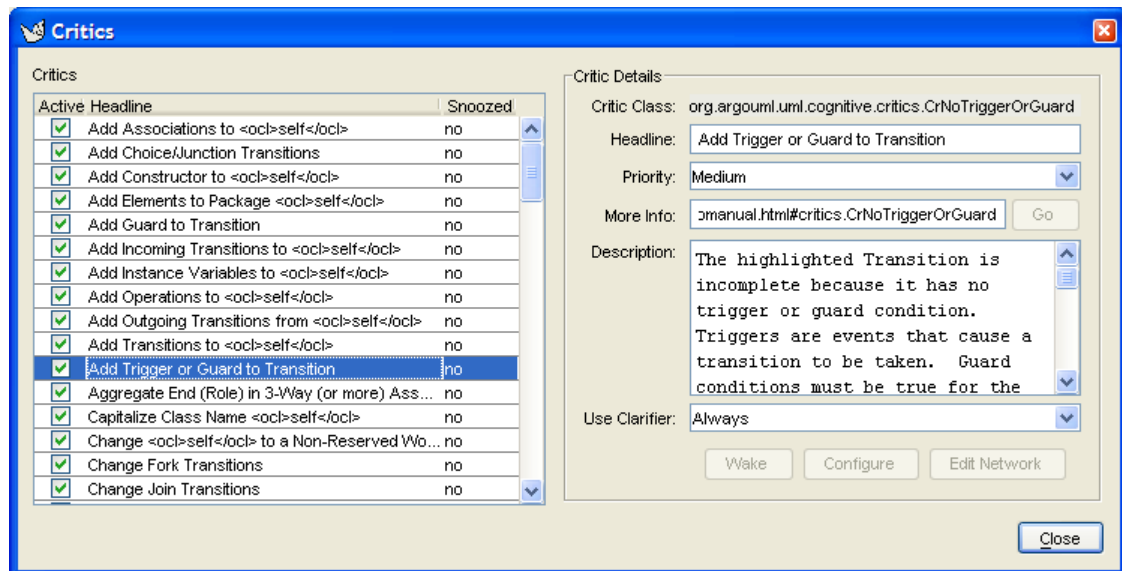 Critics
Critics
Active Headline Snoozed
Add Associations to <ocl>self</ocl> no
Add Choice/Junction Transitions no
Add Constructor to <ocl>self</ocl> no
Add Elements to Package <ocl>self</ocl> no
Add Guard to Transition no
Add Incoming Transitions to <ocl>self</ocl> no
Add Instance Variables to <ocl>self</ocl> no
Add Operations to <ocl>self</ocl> no
Add Outgoing Transitions from <ocl>self</ocl> no
Add Transitions to <ocl>self</ocl> no
Add Trigger or Guard to Transition no
Aggregate End (Role) in 3-Way (or more) Ass... no
Capitalize Class Name <ocl>self</ocl> no
Change <ocl>self</ocl> to a Non-Reserved Wo... no
Change Fork Transitions no
Change Join Transitions no
Critic Details
Critic Class: org.argouml.uml.cognitive.critics.CrNoTriggerOrGuard
Headline: Add Trigger or Guard to Transition
Priority: Medium
More Info: omanual.html#critics.CrNoTriggerOrGuard Go
Description:
The highlighted Transition is
incomplete because it has no
trigger or guard condition.
Triggers are events that cause a
transition to be taken.  Guard
conditions must be true for the
Use Clarifier: Always
Wake Configure Edit Network
Close